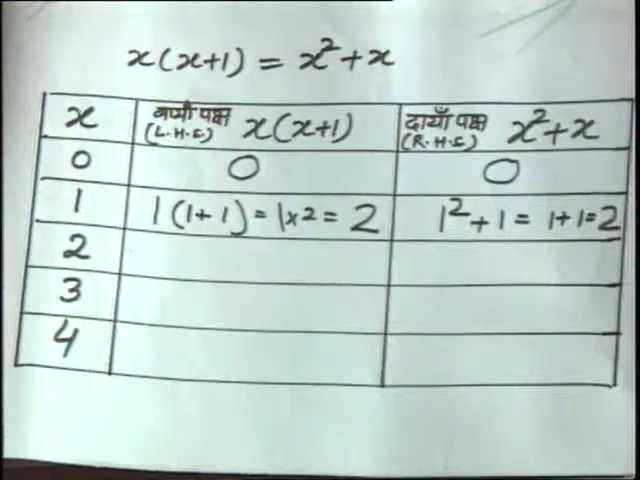 x(x+1) = x²+x
x बायाँ पक्ष (L.H.S.) x(x+1) दायाँ पक्ष (R.H.S.) x²+x
0 0 0
1 1(1+1) = 1×2 = 2 1²+1 = 1+1=2
2
3
4